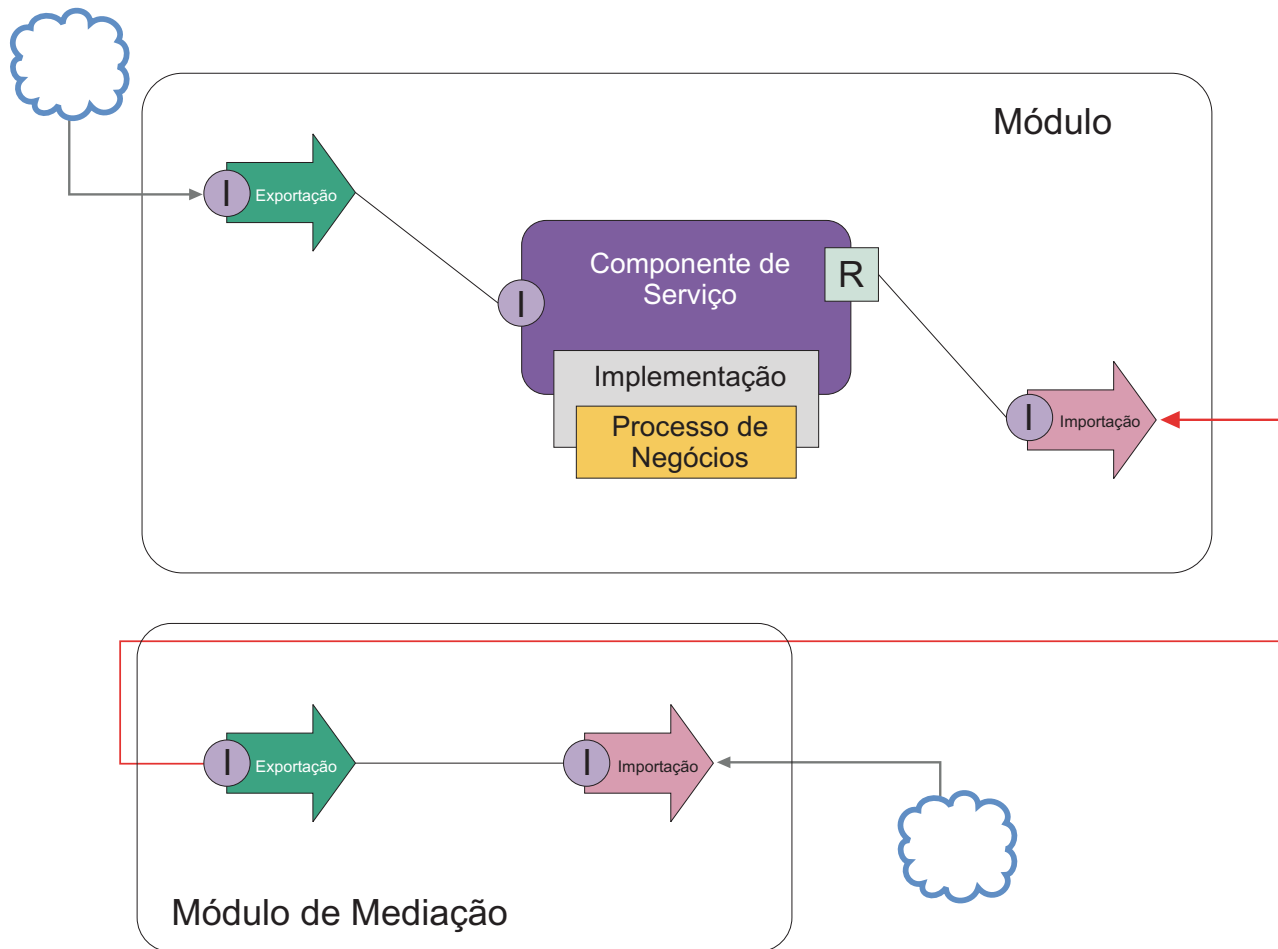 Módulo
I
Exportação
Componente de
Serviço
R
I
Implementação
Processo de
Negócios
I
Importação
I
Exportação
I
Importação
Módulo de Mediação